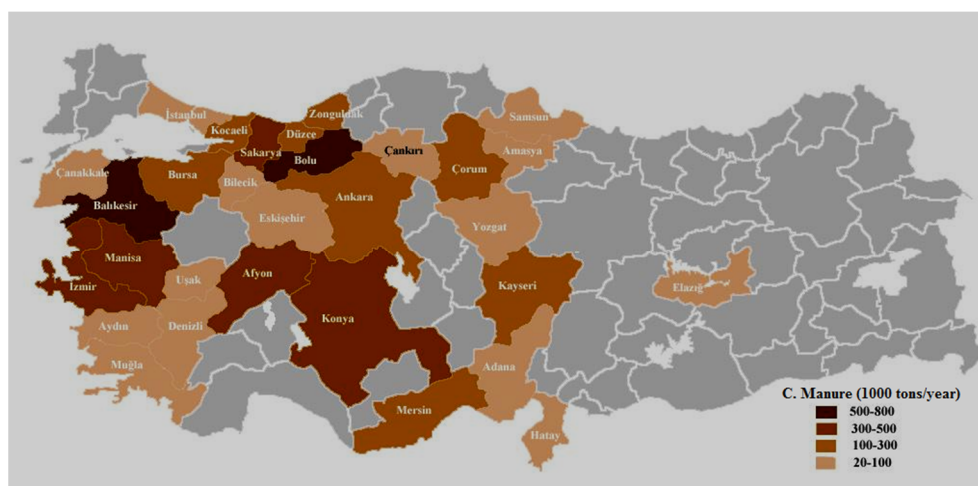 İstanbul
Zonguldak
Samsun
Kocaeli
Düzce
Sakarya
Çankırı
Amasya
Bolu
Çanakkale
Bursa
Bilecik
Çorum
Balıkesir
Ankara
Eskişehir
Yozgat
Manisa
Uşak
Afyon
İzmir
Kayseri
Elazığ
Konya
Aydın
Denizli
Muğla
Adana
Mersin
Hatay
C. Manure (1000 tons/year)
500-800
300-500
100-300
20-100